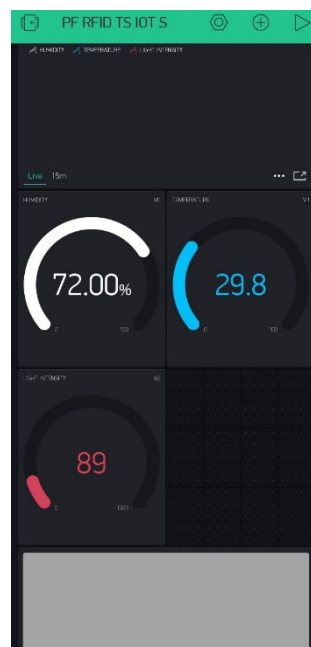 PF RFID TS IOT S
HUMIDITY TEMPERATURE LIGHT INTENSITY
Live 15m
HUMIDITY V0
TEMPERATURE V1
72.00%
29.8
0 100
0 100
LIGHT INTENSITY V2
89
0 1023